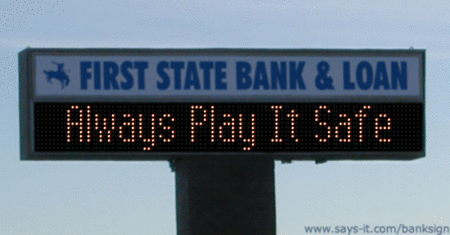 FIRST STATE BANK & LOAN
Always Play It Safe
www.says-it.com/banksign